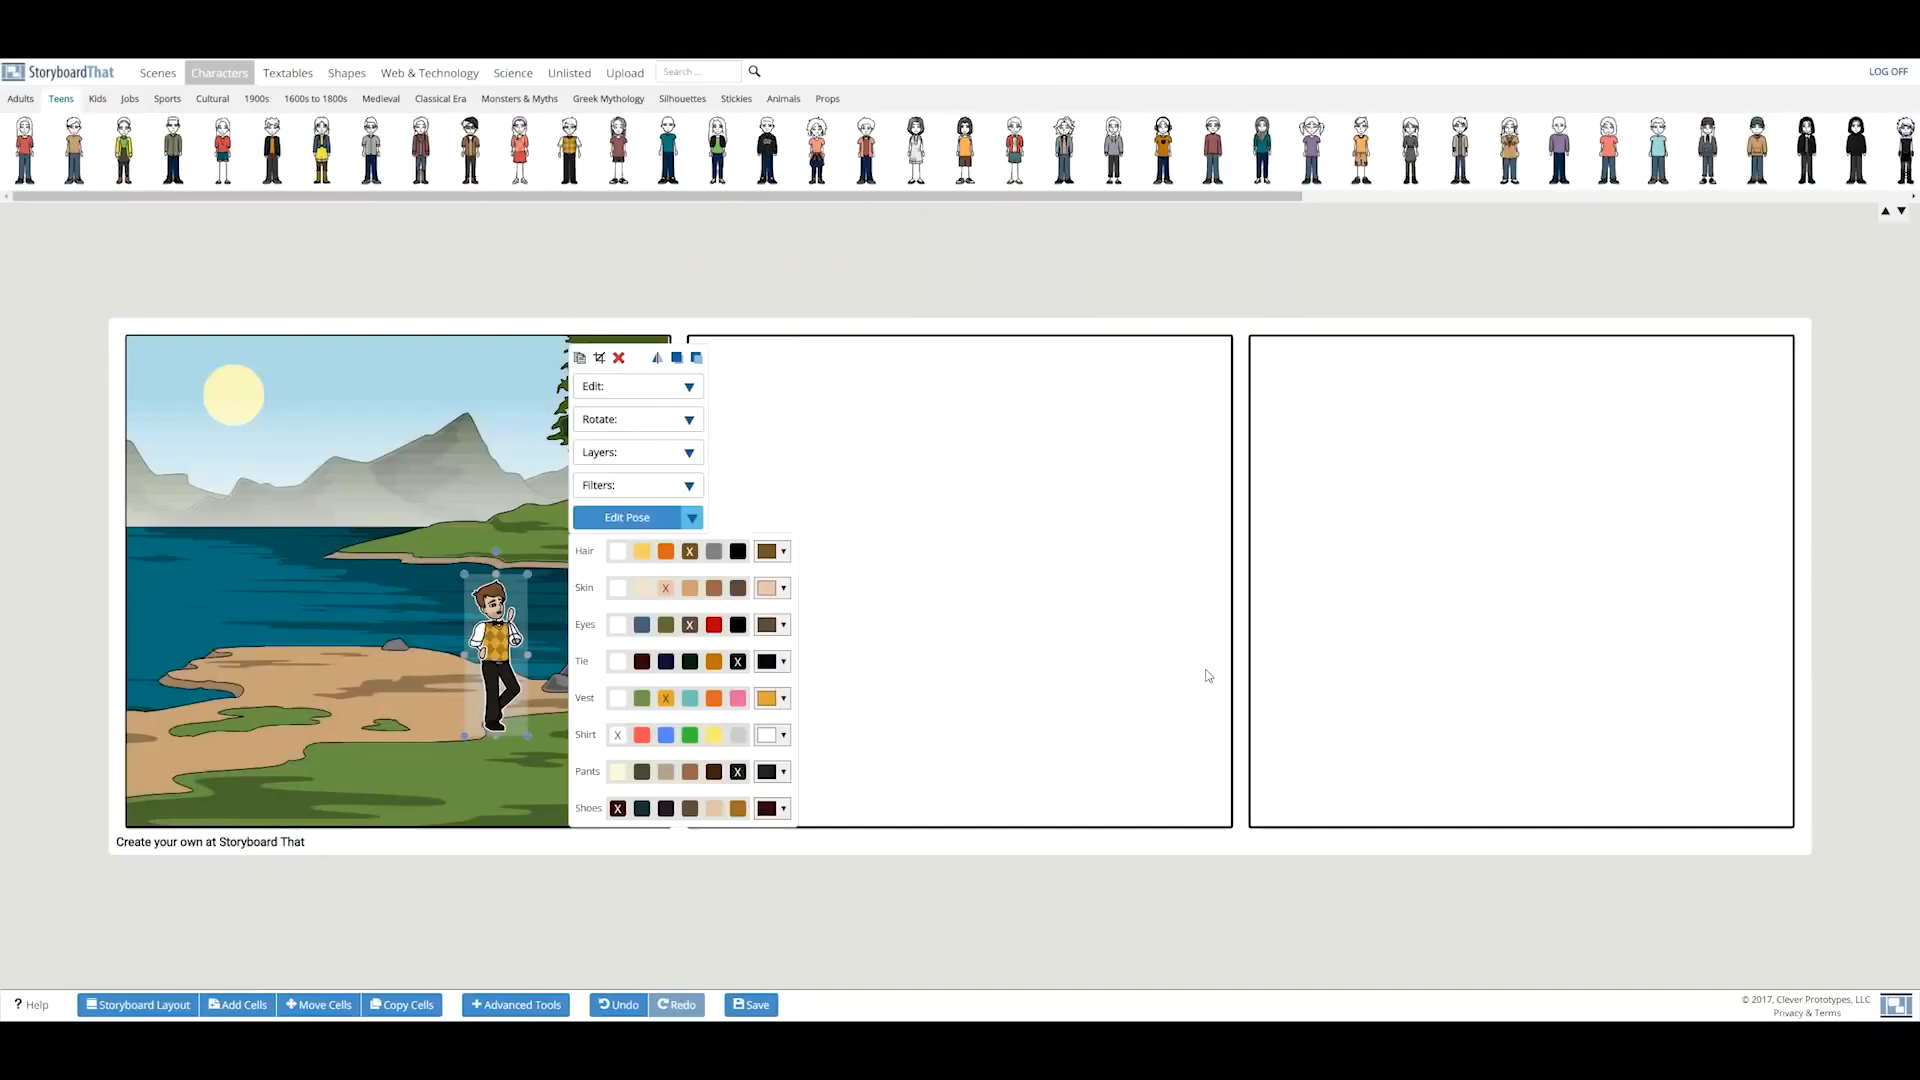 StoryboardThat Scenes Characters Textables Shapes Web & Technology Science Unlisted Upload Search ... LOG OFF
Adults Teens Kids Jobs Sports Cultural 1900s 1600s to 1800s Medieval Classical Era Monsters & Myths Greek Mythology Silhouettes Stickies Animals Props
Edit:
Rotate:
Layers:
Filters:
Edit Pose
Hair X
Skin X
Eyes X
Tie X
Vest X
Shirt X
Pants X
Shoes X
Create your own at Storyboard That
? Help Storyboard Layout Add Cells Move Cells Copy Cells Advanced Tools Undo Redo Save
© 2017, Clever Prototypes, LLC
Privacy & Terms